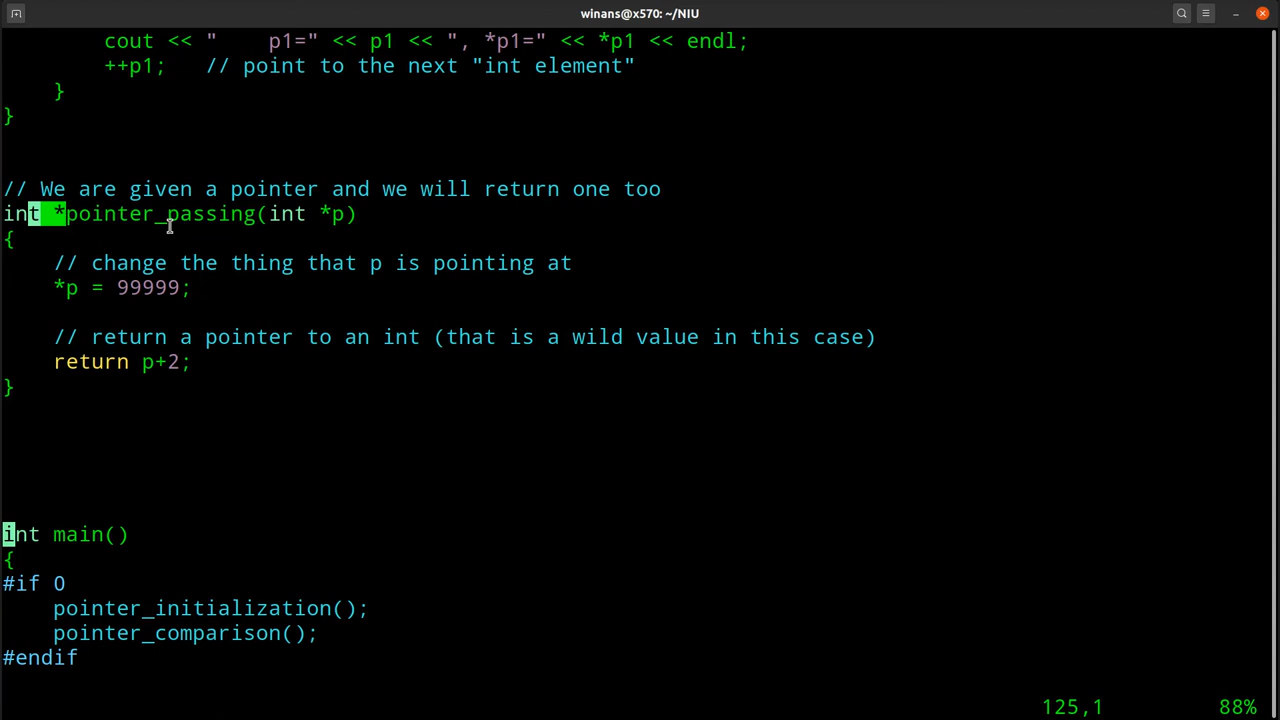 winans@x570: ~/NIU
        cout << "    p1=" << p1 << ", *p1=" << *p1 << endl;
        ++p1;   // point to the next "int element"
    }
}
// We are given a pointer and we will return one too
int *pointer_passing(int *p)
{
    // change the thing that p is pointing at
    *p = 99999;
    // return a pointer to an int (that is a wild value in this case)
    return p+2;
}
int main()
{
#if 0
    pointer_initialization();
    pointer_comparison();
#endif
125,1          88%